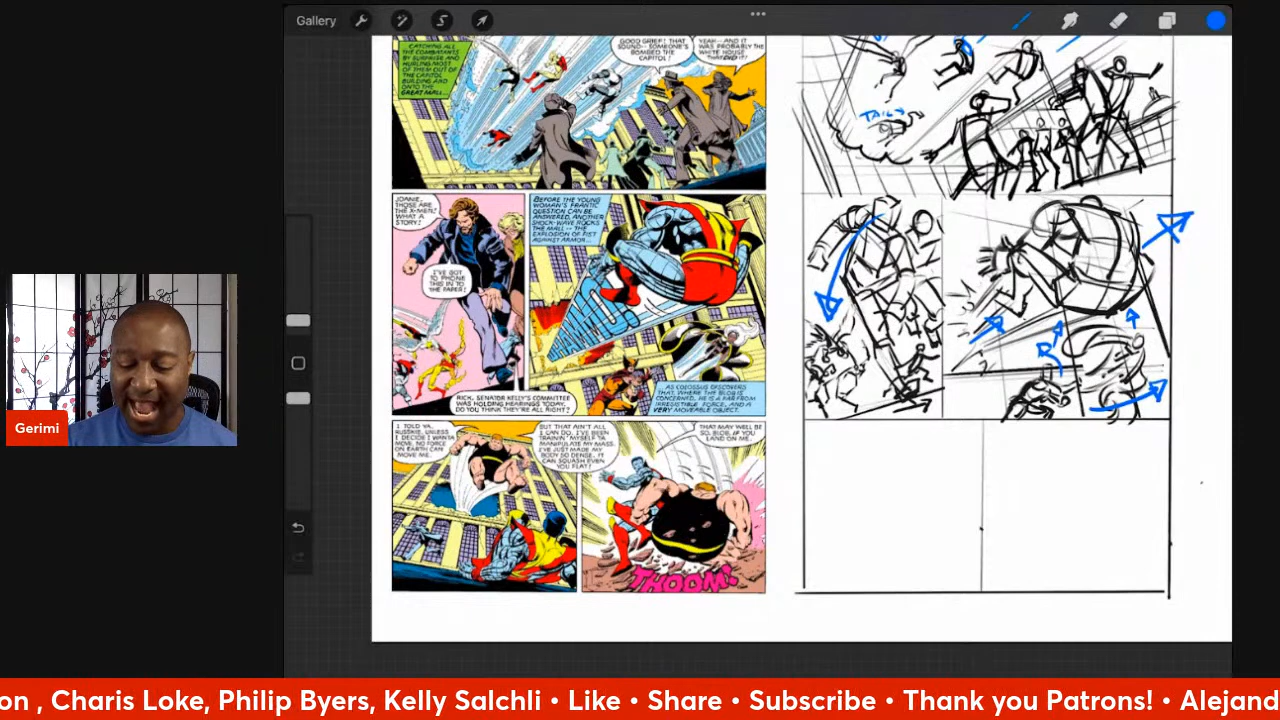 Gallery
CATCHING ALL
THE COMBATANTS
BY SURPRISE AND
HURLING MOST
OF THEM OUT OF
THE CAPITOL
BUILDING AND
ONTO THE
GREAT MALL...
GOOD GRIEF! THAT
SOUND-- SOMEONE'S
BOMBED THE
CAPITOL!
YEAH-- AND IT
WAS PROBABLY THE
WHITE HOUSE
THAT DID IT!
TAILS
JOANIE,
THOSE ARE
THE X-MEN!
WHAT A
STORY!
I'VE GOT
TO PHONE
THIS IN TO
THE PAPER!
RICK, SENATOR KELLY'S COMMITTEE
WAS HOLDING HEARINGS TODAY.
DO YOU THINK THEY'RE ALL RIGHT?
BEFORE THE YOUNG
WOMAN'S FRANTIC
QUESTION CAN BE
ANSWERED, ANOTHER
SHOCK-WAVE ROCKS
THE MALL -- THE
EXPLOSION OF FIST
AGAINST ARMOR...
AS COLOSSUS DISCOVERS
THAT, WHERE THE BLOB IS
CONCERNED, HE IS A FAR FROM
IRRESISTIBLE FORCE, AND A
VERY MOVEABLE OBJECT.
I TOLD YA,
RUSSKIE, UNLESS
I DECIDE I WANTA
MOVE, NO FORCE
ON EARTH CAN
MOVE ME.
BUT THAT AIN'T ALL
I CAN DO. I'VE BEEN
TRAININ' MYSELF TA
MANIPULATE MY MASS.
I'VE JUST MADE MY
BODY SO DENSE, IT
CAN SQUASH EVEN
YOU FLAT!
THAT MAY WELL BE
SO, BLOB, IF YOU
LAND ON ME.
THOOM!
Gerimi
on , Charis Loke, Philip Byers, Kelly Salchli • Like • Share • Subscribe • Thank you Patrons! • Alejand